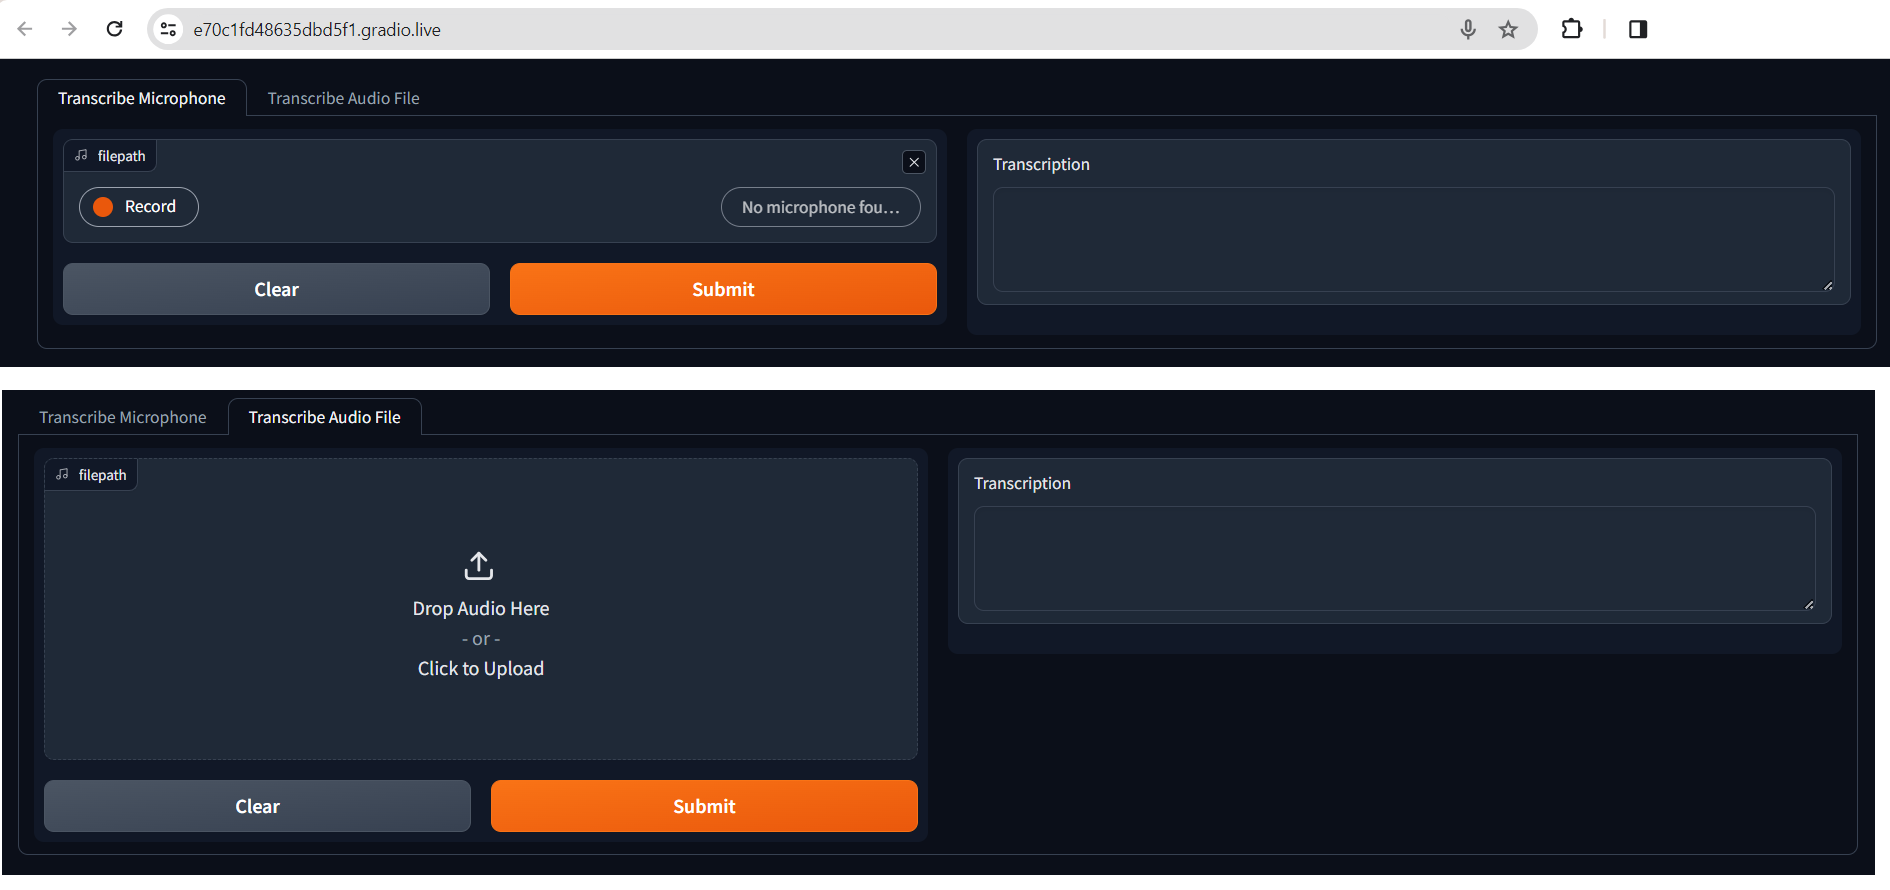 e70c1fd48635dbd5f1.gradio.live
Transcribe Microphone
Transcribe Audio File
filepath
Record
No microphone fou...
Clear
Submit
Transcription
Transcribe Microphone
Transcribe Audio File
filepath
Drop Audio Here
- or -
Click to Upload
Clear
Submit
Transcription